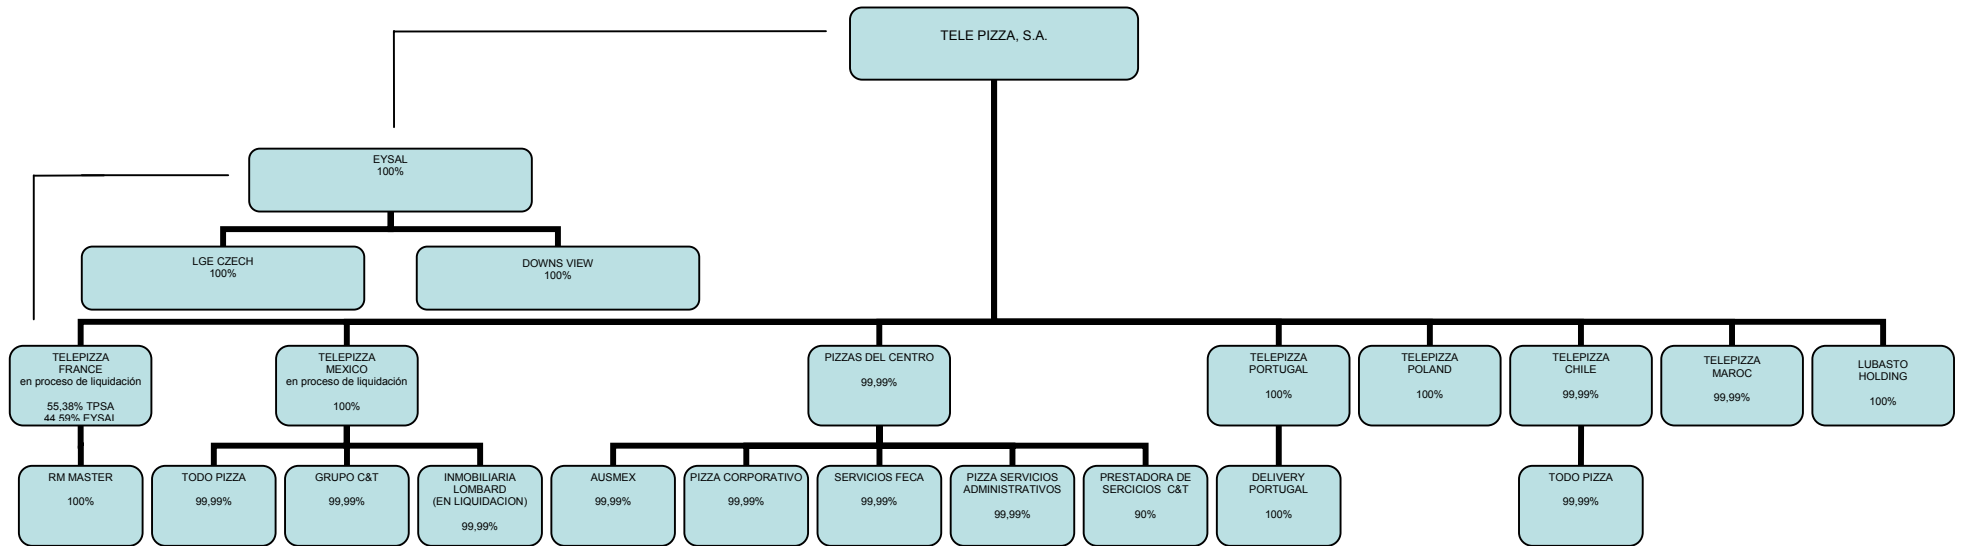 TELE PIZZA, S.A.
EYSAL
100%
LGE CZECH
100%
DOWNS VIEW
100%
TELEPIZZA
FRANCE
en proceso de liquidación
55,38% TPSA
44,59% EYSAL
TELEPIZZA
MEXICO
en proceso de liquidación
100%
PIZZAS DEL CENTRO
99,99%
TELEPIZZA
PORTUGAL
100%
TELEPIZZA
POLAND
100%
TELEPIZZA
CHILE
99,99%
TELEPIZZA
MAROC
99,99%
LUBASTO
HOLDING
100%
RM MASTER
100%
TODO PIZZA
99,99%
GRUPO C&T
99,99%
INMOBILIARIA
LOMBARD
(EN LIQUIDACION)
99,99%
AUSMEX
99,99%
PIZZA CORPORATIVO
99,99%
SERVICIOS FECA
99,99%
PIZZA SERVICIOS
ADMINISTRATIVOS
99,99%
PRESTADORA DE
SERCICIOS C&T
90%
DELIVERY
PORTUGAL
100%
TODO PIZZA
99,99%